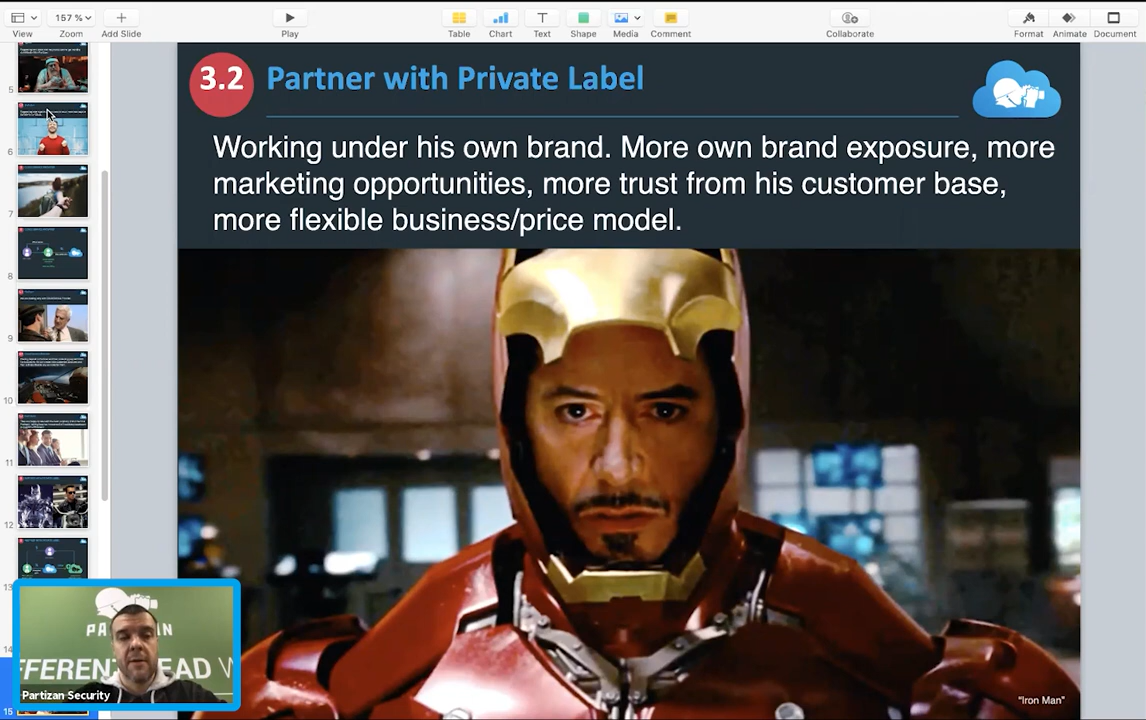 View
157 %
Zoom
Add Slide
Play
Table
Chart
Text
Shape
Media
Comment
Collaborate
Format
Animate
Document
3.2
Partner with Private Label
Working under his own brand. More own brand exposure, more
marketing opportunities, more trust from his customer base,
more flexible business/price model.
5
6
7
8
9
10
11
12
13
14
15
Partizan Security
"Iron Man"